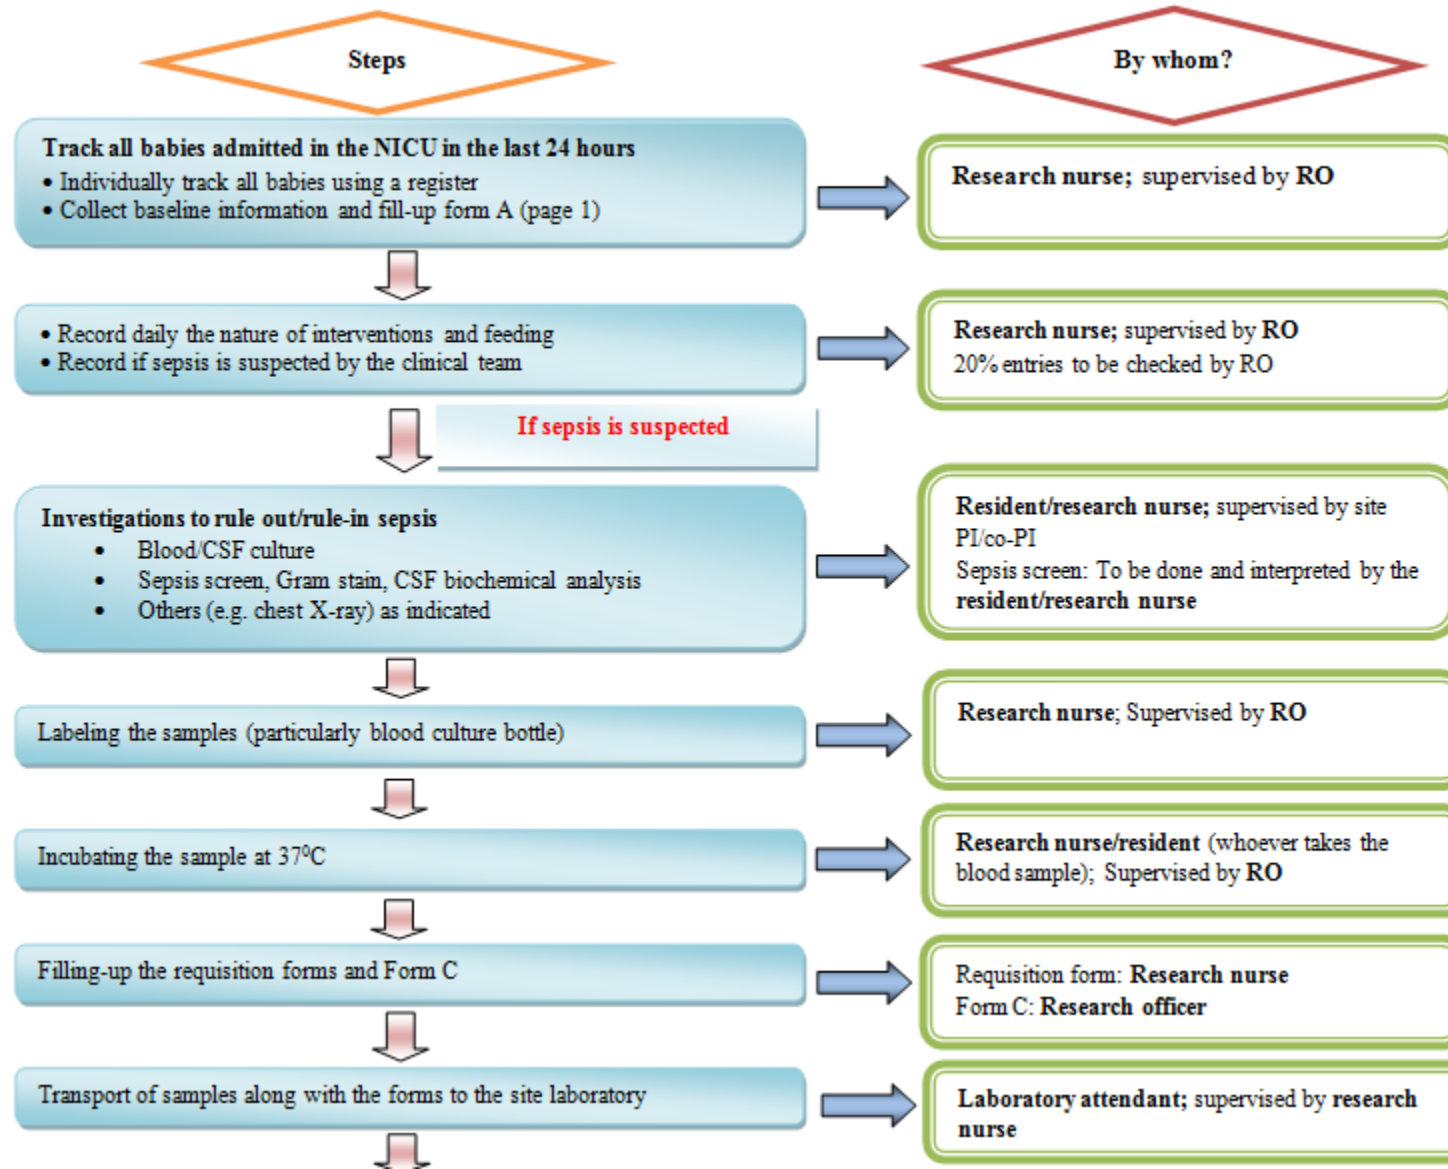 Steps
By whom?
Track all babies admitted in the NICU in the last 24 hours
• Individually track all babies using a register
• Collect baseline information and fill-up form A (page 1)
Research nurse; supervised by RO
• Record daily the nature of interventions and feeding
• Record if sepsis is suspected by the clinical team
Research nurse; supervised by RO
20% entries to be checked by RO
If sepsis is suspected
Investigations to rule out/rule-in sepsis
• Blood/CSF culture
• Sepsis screen, Gram stain, CSF biochemical analysis
• Others (e.g. chest X-ray) as indicated
Resident/research nurse; supervised by site
PI/co-PI
Sepsis screen: To be done and interpreted by the
resident/research nurse
Labeling the samples (particularly blood culture bottle)
Research nurse; Supervised by RO
Incubating the sample at 37⁰C
Research nurse/resident (whoever takes the
blood sample); Supervised by RO
Filling-up the requisition forms and Form C
Requisition form: Research nurse
Form C: Research officer
Transport of samples along with the forms to the site laboratory
Laboratory attendant; supervised by research
nurse